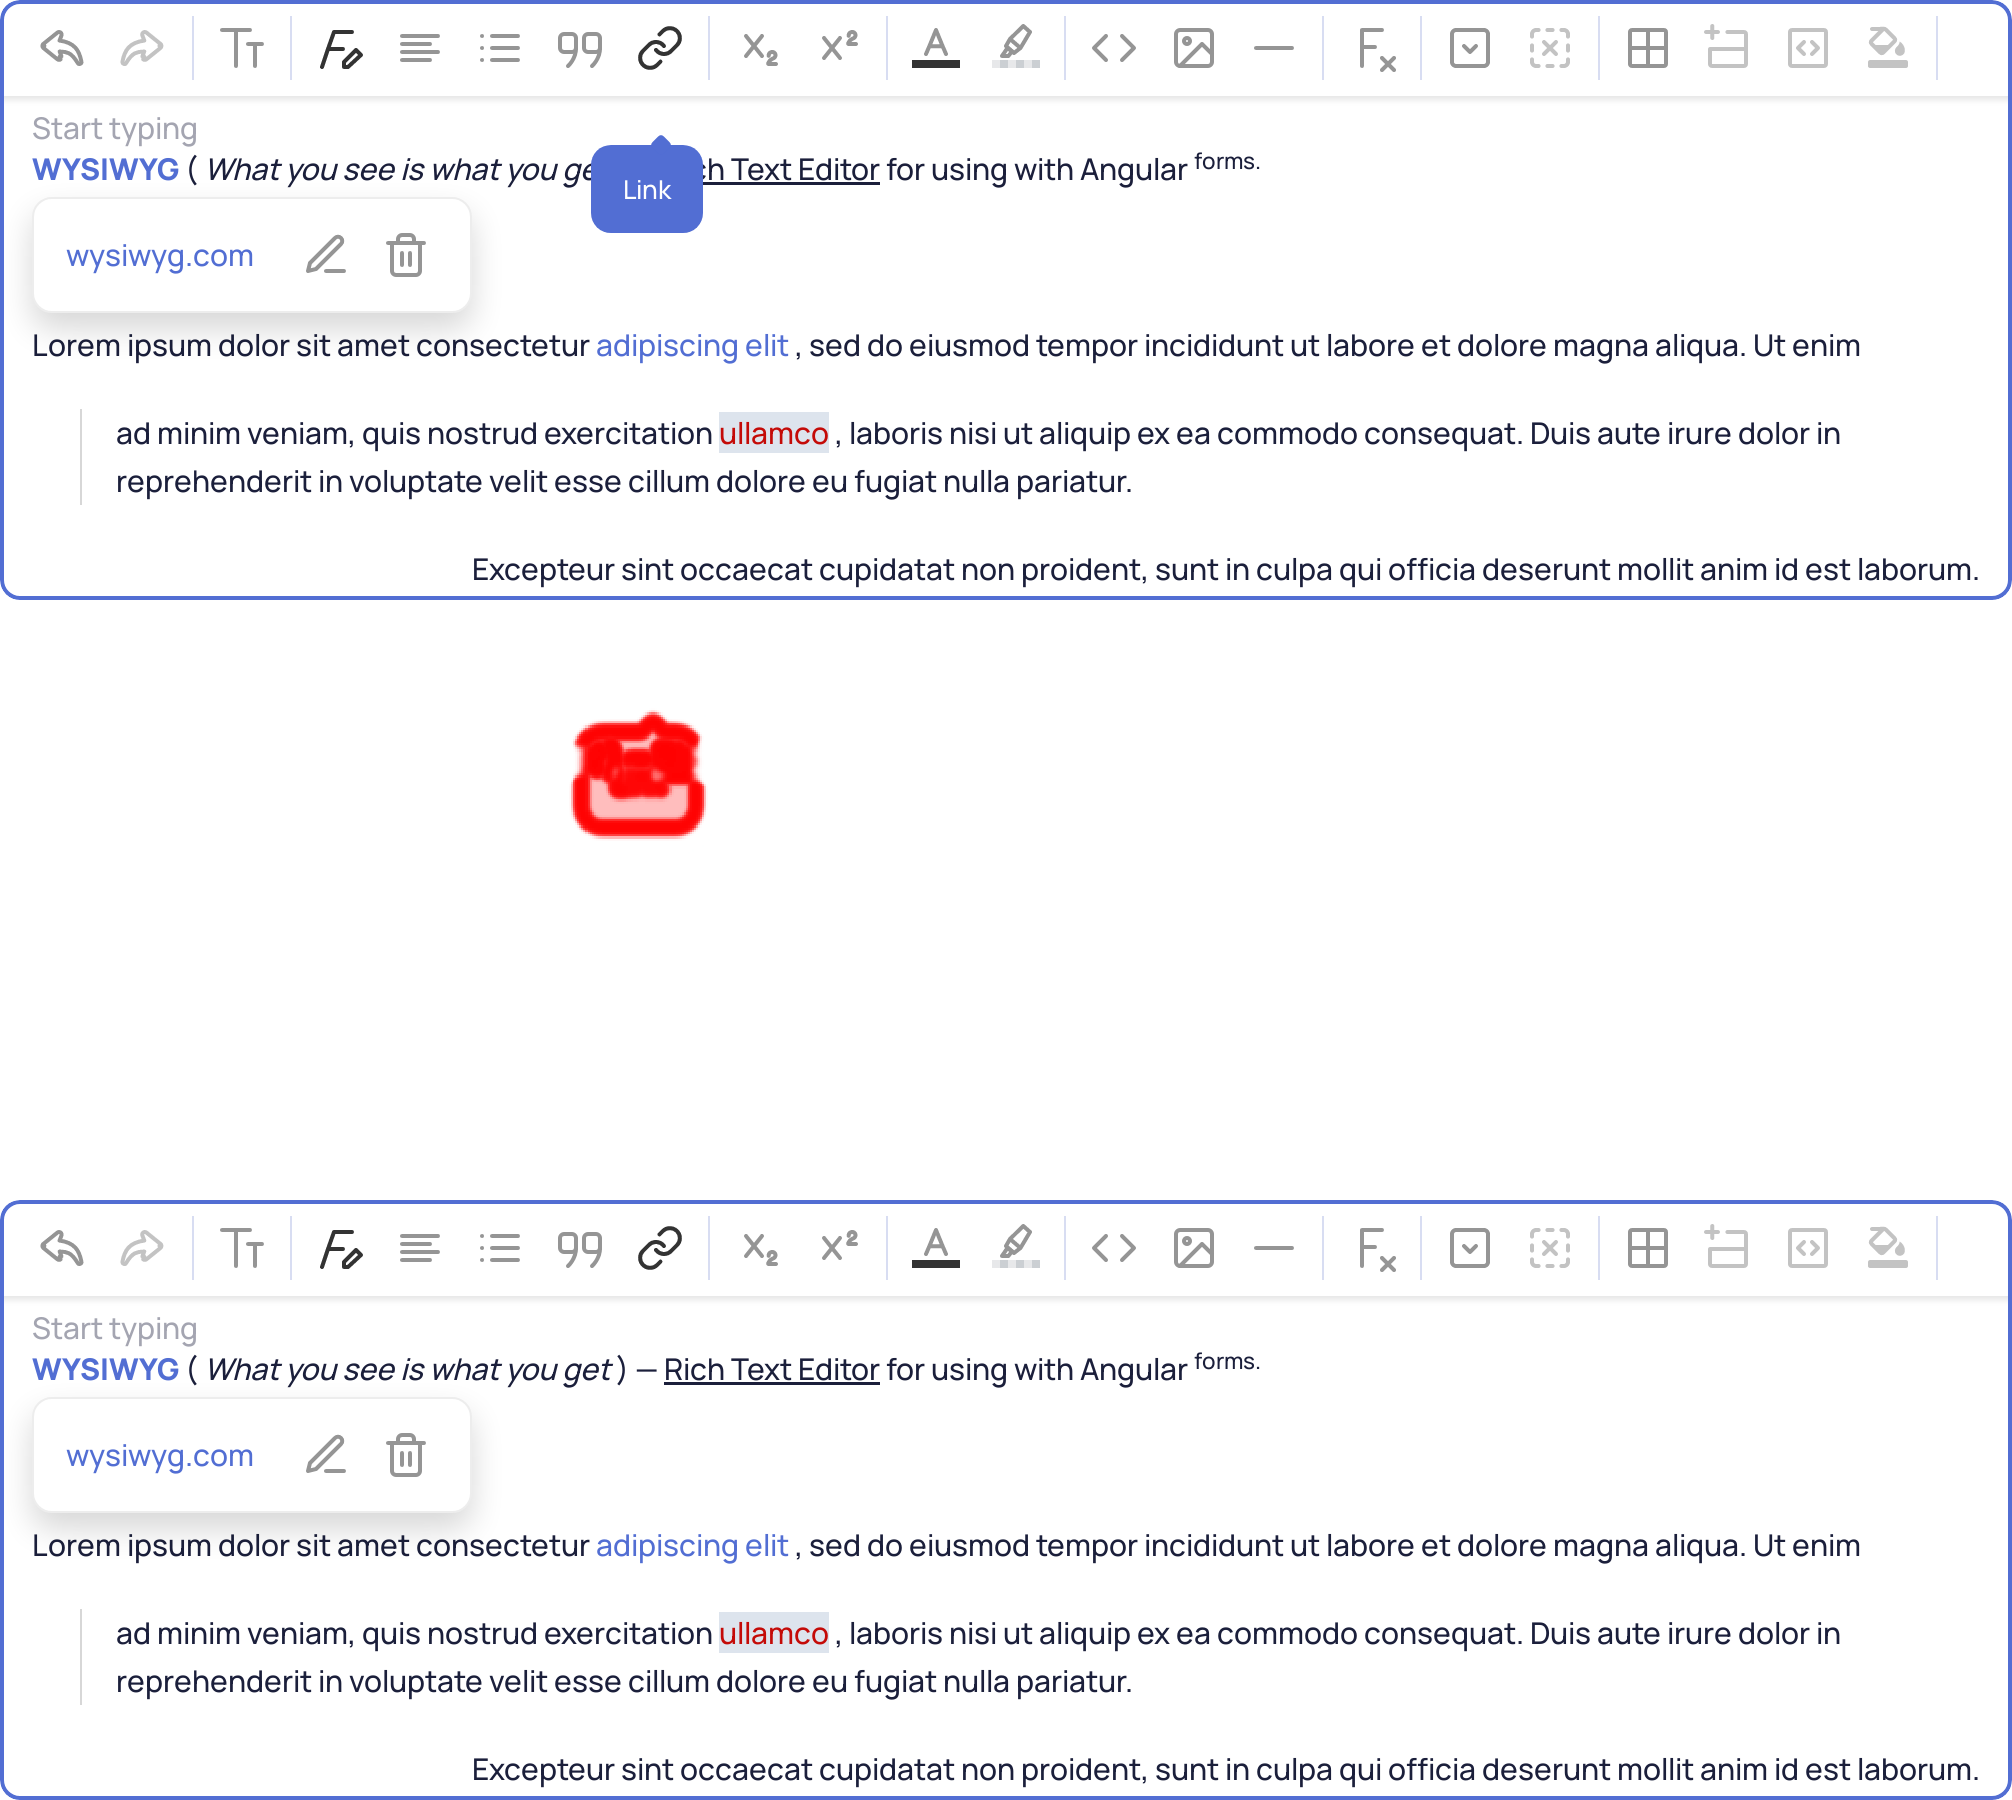 Start typing
WYSIWYG ( What you see is what you ge
ch Text Editor for using with Angular forms.
Link
wysiwyg.com
Lorem ipsum dolor sit amet consectetur adipiscing elit , sed do eiusmod tempor incididunt ut labore et dolore magna aliqua. Ut enim
ad minim veniam, quis nostrud exercitation ullamco , laboris nisi ut aliquip ex ea commodo consequat. Duis aute irure dolor in
reprehenderit in voluptate velit esse cillum dolore eu fugiat nulla pariatur.
Excepteur sint occaecat cupidatat non proident, sunt in culpa qui officia deserunt mollit anim id est laborum.
Start typing
WYSIWYG ( What you see is what you get ) — Rich Text Editor for using with Angular forms.
wysiwyg.com
Lorem ipsum dolor sit amet consectetur adipiscing elit , sed do eiusmod tempor incididunt ut labore et dolore magna aliqua. Ut enim
ad minim veniam, quis nostrud exercitation ullamco , laboris nisi ut aliquip ex ea commodo consequat. Duis aute irure dolor in
reprehenderit in voluptate velit esse cillum dolore eu fugiat nulla pariatur.
Excepteur sint occaecat cupidatat non proident, sunt in culpa qui officia deserunt mollit anim id est laborum.